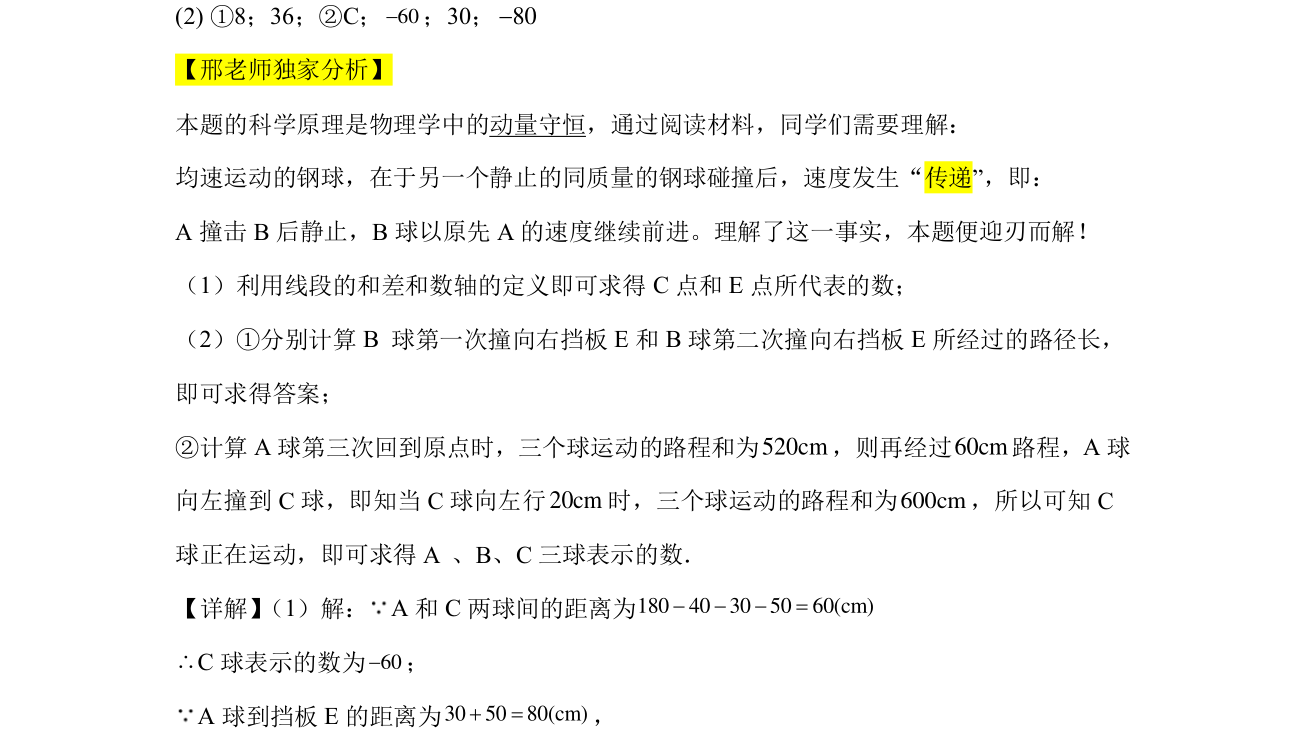 (2) ①8；36；②C；−60；30；−80
【邢老师独家分析】
本题的科学原理是物理学中的动量守恒，通过阅读材料，同学们需要理解：
均速运动的钢球，在于另一个静止的同质量的钢球碰撞后，速度发生“传递”，即：
A 撞击 B 后静止，B 球以原先 A 的速度继续前进。理解了这一事实，本题便迎刃而解！
（1）利用线段的和差和数轴的定义即可求得 C 点和 E 点所代表的数；
（2）①分别计算 B 球第一次撞向右挡板 E 和 B 球第二次撞向右挡板 E 所经过的路径长，
即可求得答案；
②计算 A 球第三次回到原点时，三个球运动的路程和为520cm，则再经过60cm路程，A 球
向左撞到 C 球，即知当 C 球向左行20cm时，三个球运动的路程和为600cm，所以可知 C
球正在运动，即可求得 A 、B、C 三球表示的数．
【详解】（1）解：∵A 和 C 两球间的距离为180−40−30−50=60(cm)
∴C 球表示的数为−60；
∵A 球到挡板 E 的距离为30+50=80(cm)，